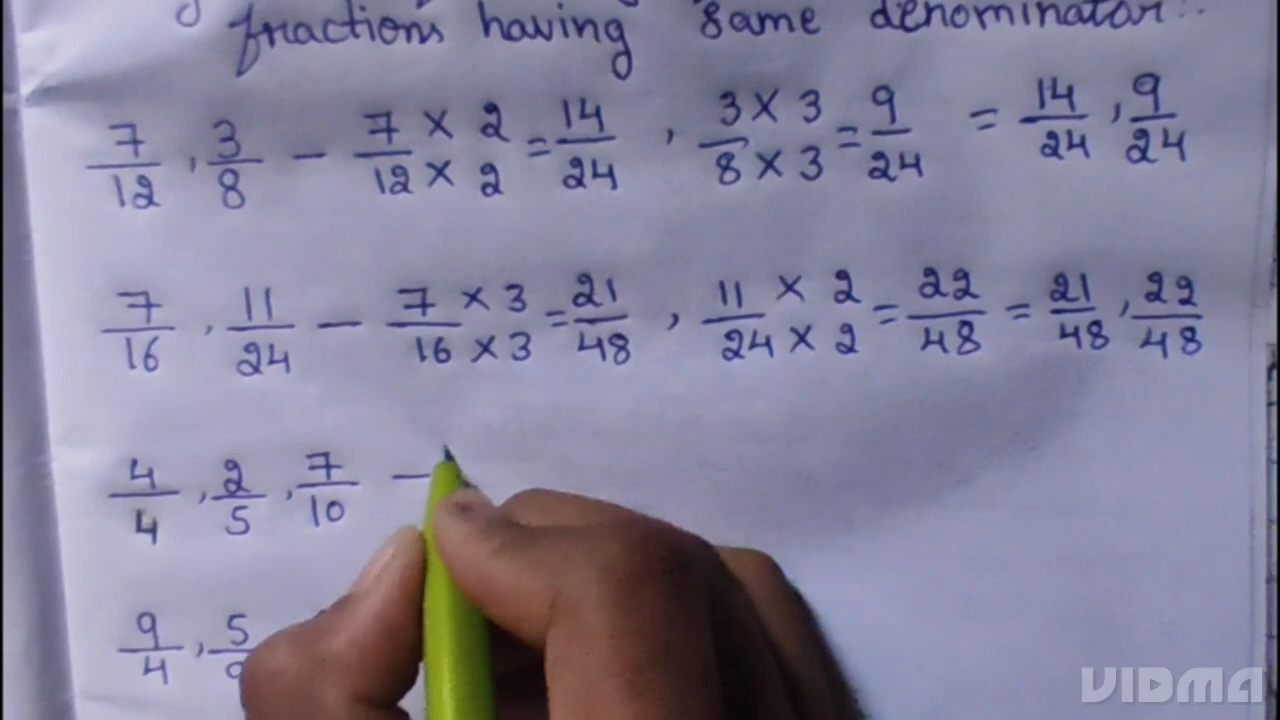 fractions having same denominator.
7/12 , 3/8 – 7 × 2 / 12 × 2 = 14/24 , 3 × 3 / 8 × 3 = 9/24 = 14/24 , 9/24
7/16 , 11/24 – 7 × 3 / 16 × 3 = 21/48 , 11 × 2 / 24 × 2 = 22/48 = 21/48 , 22/48
4/4 , 2/5 , 7/10 –
9/4 , 5/
VIDMA